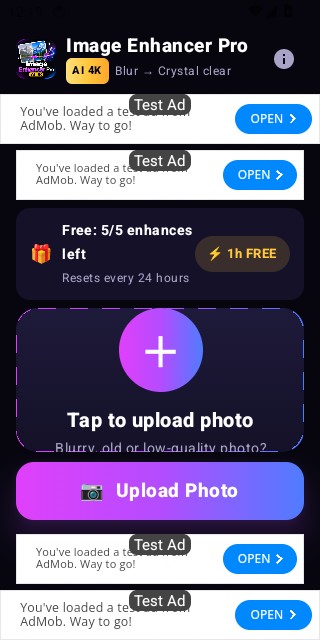 Image Enhancer Pro
AI 4K Blur → Crystal clear
Test Ad
You've loaded a test ad from
AdMob. Way to go!
OPEN
Test Ad
You've loaded a test ad from
AdMob. Way to go!
OPEN
Free: 5/5 enhances
left
Resets every 24 hours
⚡ 1h FREE
Tap to upload photo
Blurry, old or low-quality photo?
Upload Photo
Test Ad
You've loaded a test ad from
AdMob. Way to go!
OPEN
Test Ad
You've loaded a test ad from
AdMob. Way to go!
OPEN